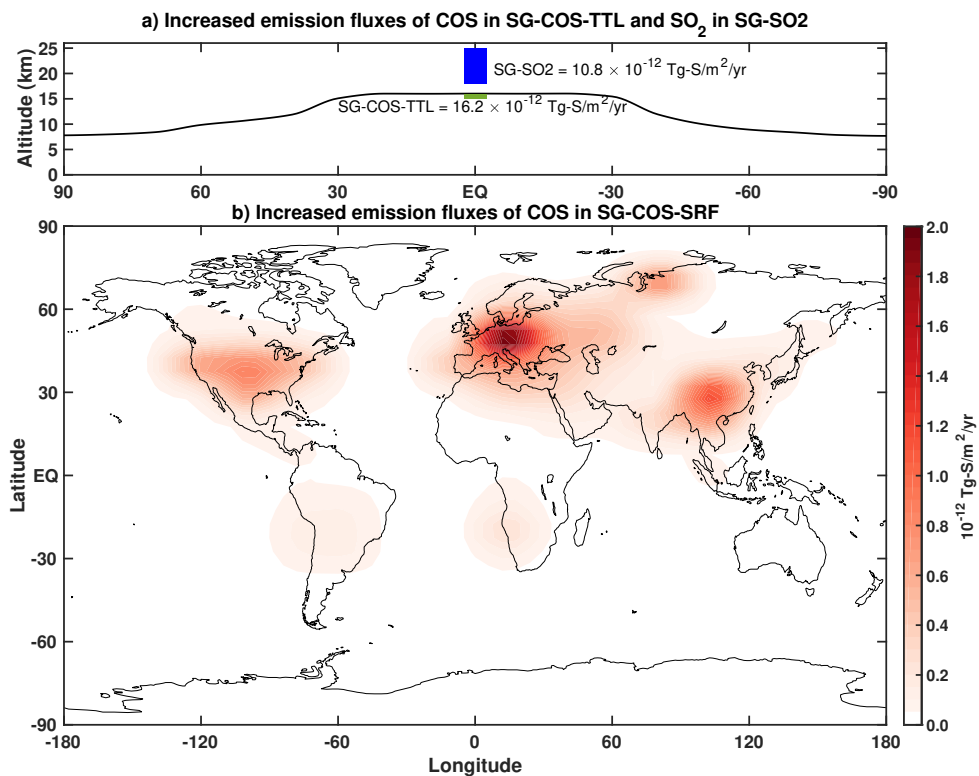 a) Increased emission fluxes of COS in SG-COS-TTL and SO2 in SG-SO2
Altitude (km)
25
20
15
10
5
0
SG-SO2 = 10.8 × 10-12 Tg-S/m2/yr
SG-COS-TTL = 16.2 × 10-12 Tg-S/m2/yr
90 60 30 EQ -30 -60 -90
b) Increased emission fluxes of COS in SG-COS-SRF
Latitude
90
60
30
EQ
-30
-60
-90
-180 -120 -60 0 60 120 180
Longitude
2.0
1.8
1.6
1.4
1.2
1.0
0.8
0.6
0.4
0.2
0.0
10-12 Tg-S/m2/yr